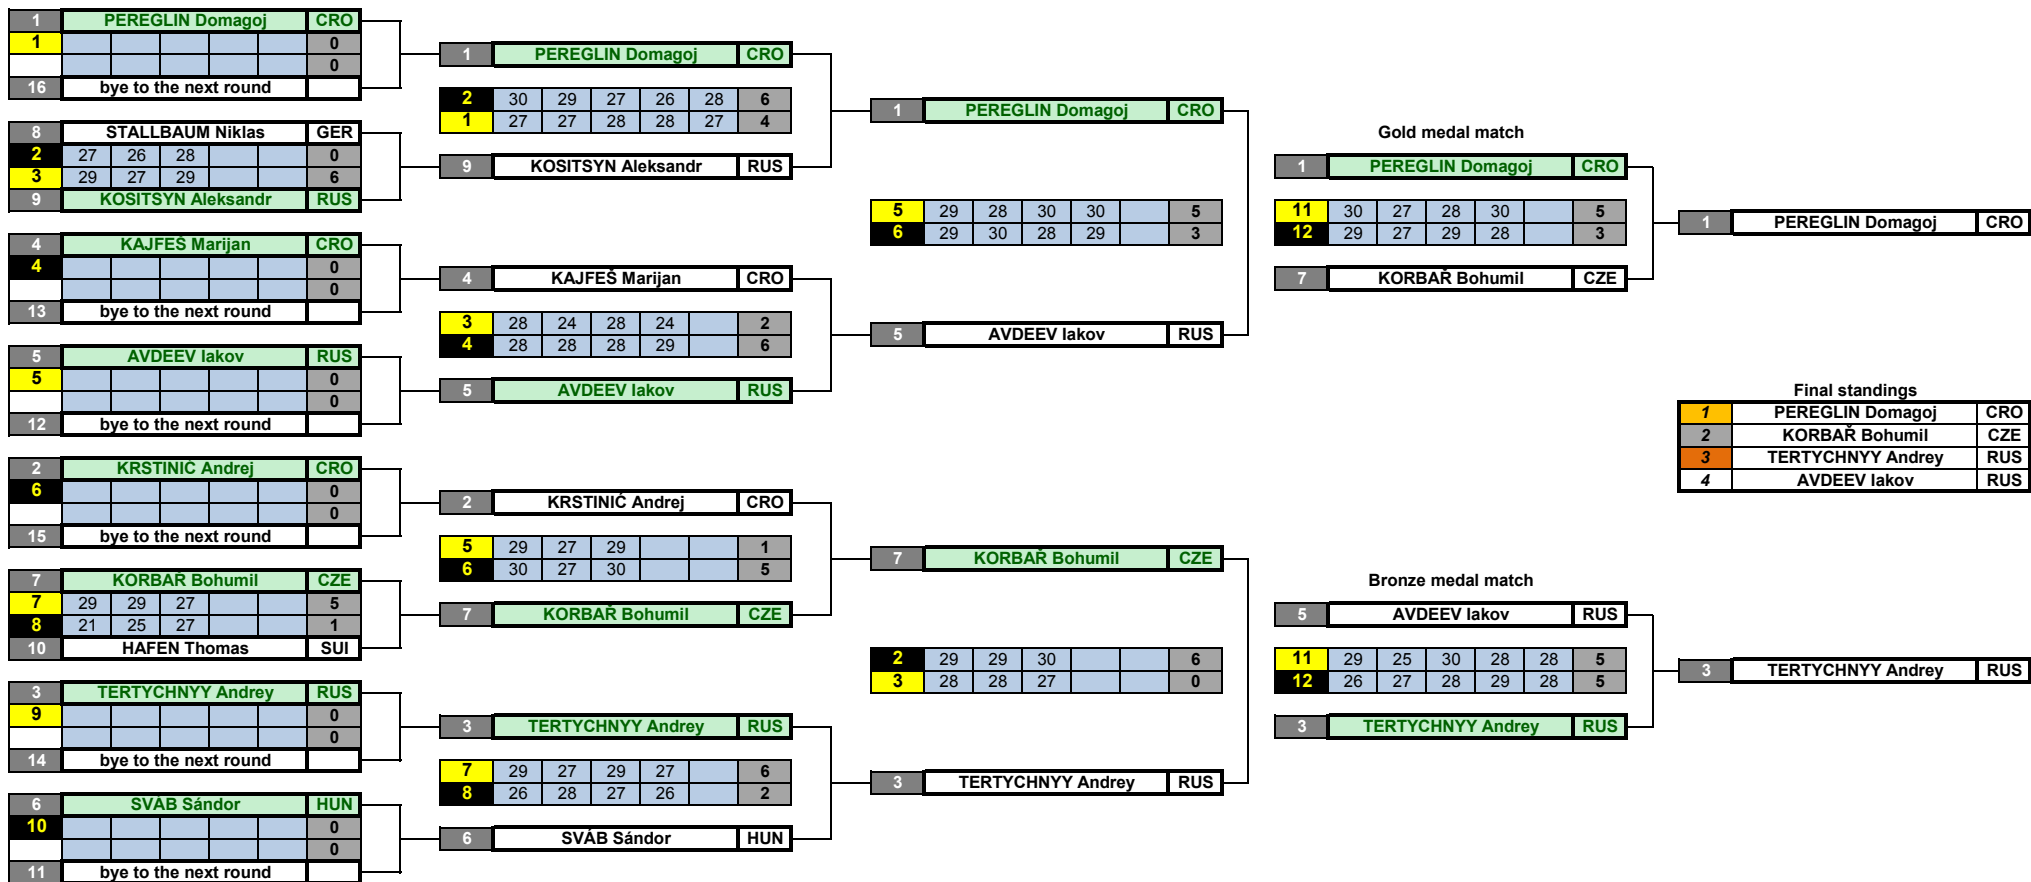 1 PEREGLIN Domagoj CRO
1 0
0
16 bye to the next round
8 STALLBAUM Niklas GER
2 27 26 28 0
3 29 27 29 6
9 KOSITSYN Aleksandr RUS
4 KAJFEŠ Marijan CRO
4 0
0
13 bye to the next round
5 AVDEEV Iakov RUS
5 0
0
12 bye to the next round
2 KRSTINIĆ Andrej CRO
6 0
0
15 bye to the next round
7 KORBAŘ Bohumil CZE
7 29 29 27 5
8 21 25 27 1
10 HAFEN Thomas SUI
3 TERTYCHNYY Andrey RUS
9 0
0
14 bye to the next round
6 SVÁB Sándor HUN
10 0
0
11 bye to the next round
1 PEREGLIN Domagoj CRO
2 30 29 27 26 28 6
1 27 27 28 28 27 4
9 KOSITSYN Aleksandr RUS
4 KAJFEŠ Marijan CRO
3 28 24 28 24 2
4 28 28 28 29 6
5 AVDEEV Iakov RUS
2 KRSTINIĆ Andrej CRO
5 29 27 29 1
6 30 27 30 5
7 KORBAŘ Bohumil CZE
3 TERTYCHNYY Andrey RUS
7 29 27 29 27 6
8 26 28 27 26 2
6 SVÁB Sándor HUN
1 PEREGLIN Domagoj CRO
5 29 28 30 30 5
6 29 30 28 29 3
5 AVDEEV Iakov RUS
7 KORBAŘ Bohumil CZE
2 29 29 30 6
3 28 28 27 0
3 TERTYCHNYY Andrey RUS
Gold medal match
1 PEREGLIN Domagoj CRO
11 30 27 28 30 5
12 29 27 29 28 3
7 KORBAŘ Bohumil CZE
Bronze medal match
5 AVDEEV Iakov RUS
11 29 25 30 28 28 5
12 26 27 28 29 28 5
3 TERTYCHNYY Andrey RUS
1 PEREGLIN Domagoj CRO
Final standings
1 PEREGLIN Domagoj CRO
2 KORBAŘ Bohumil CZE
3 TERTYCHNYY Andrey RUS
4 AVDEEV Iakov RUS
3 TERTYCHNYY Andrey RUS